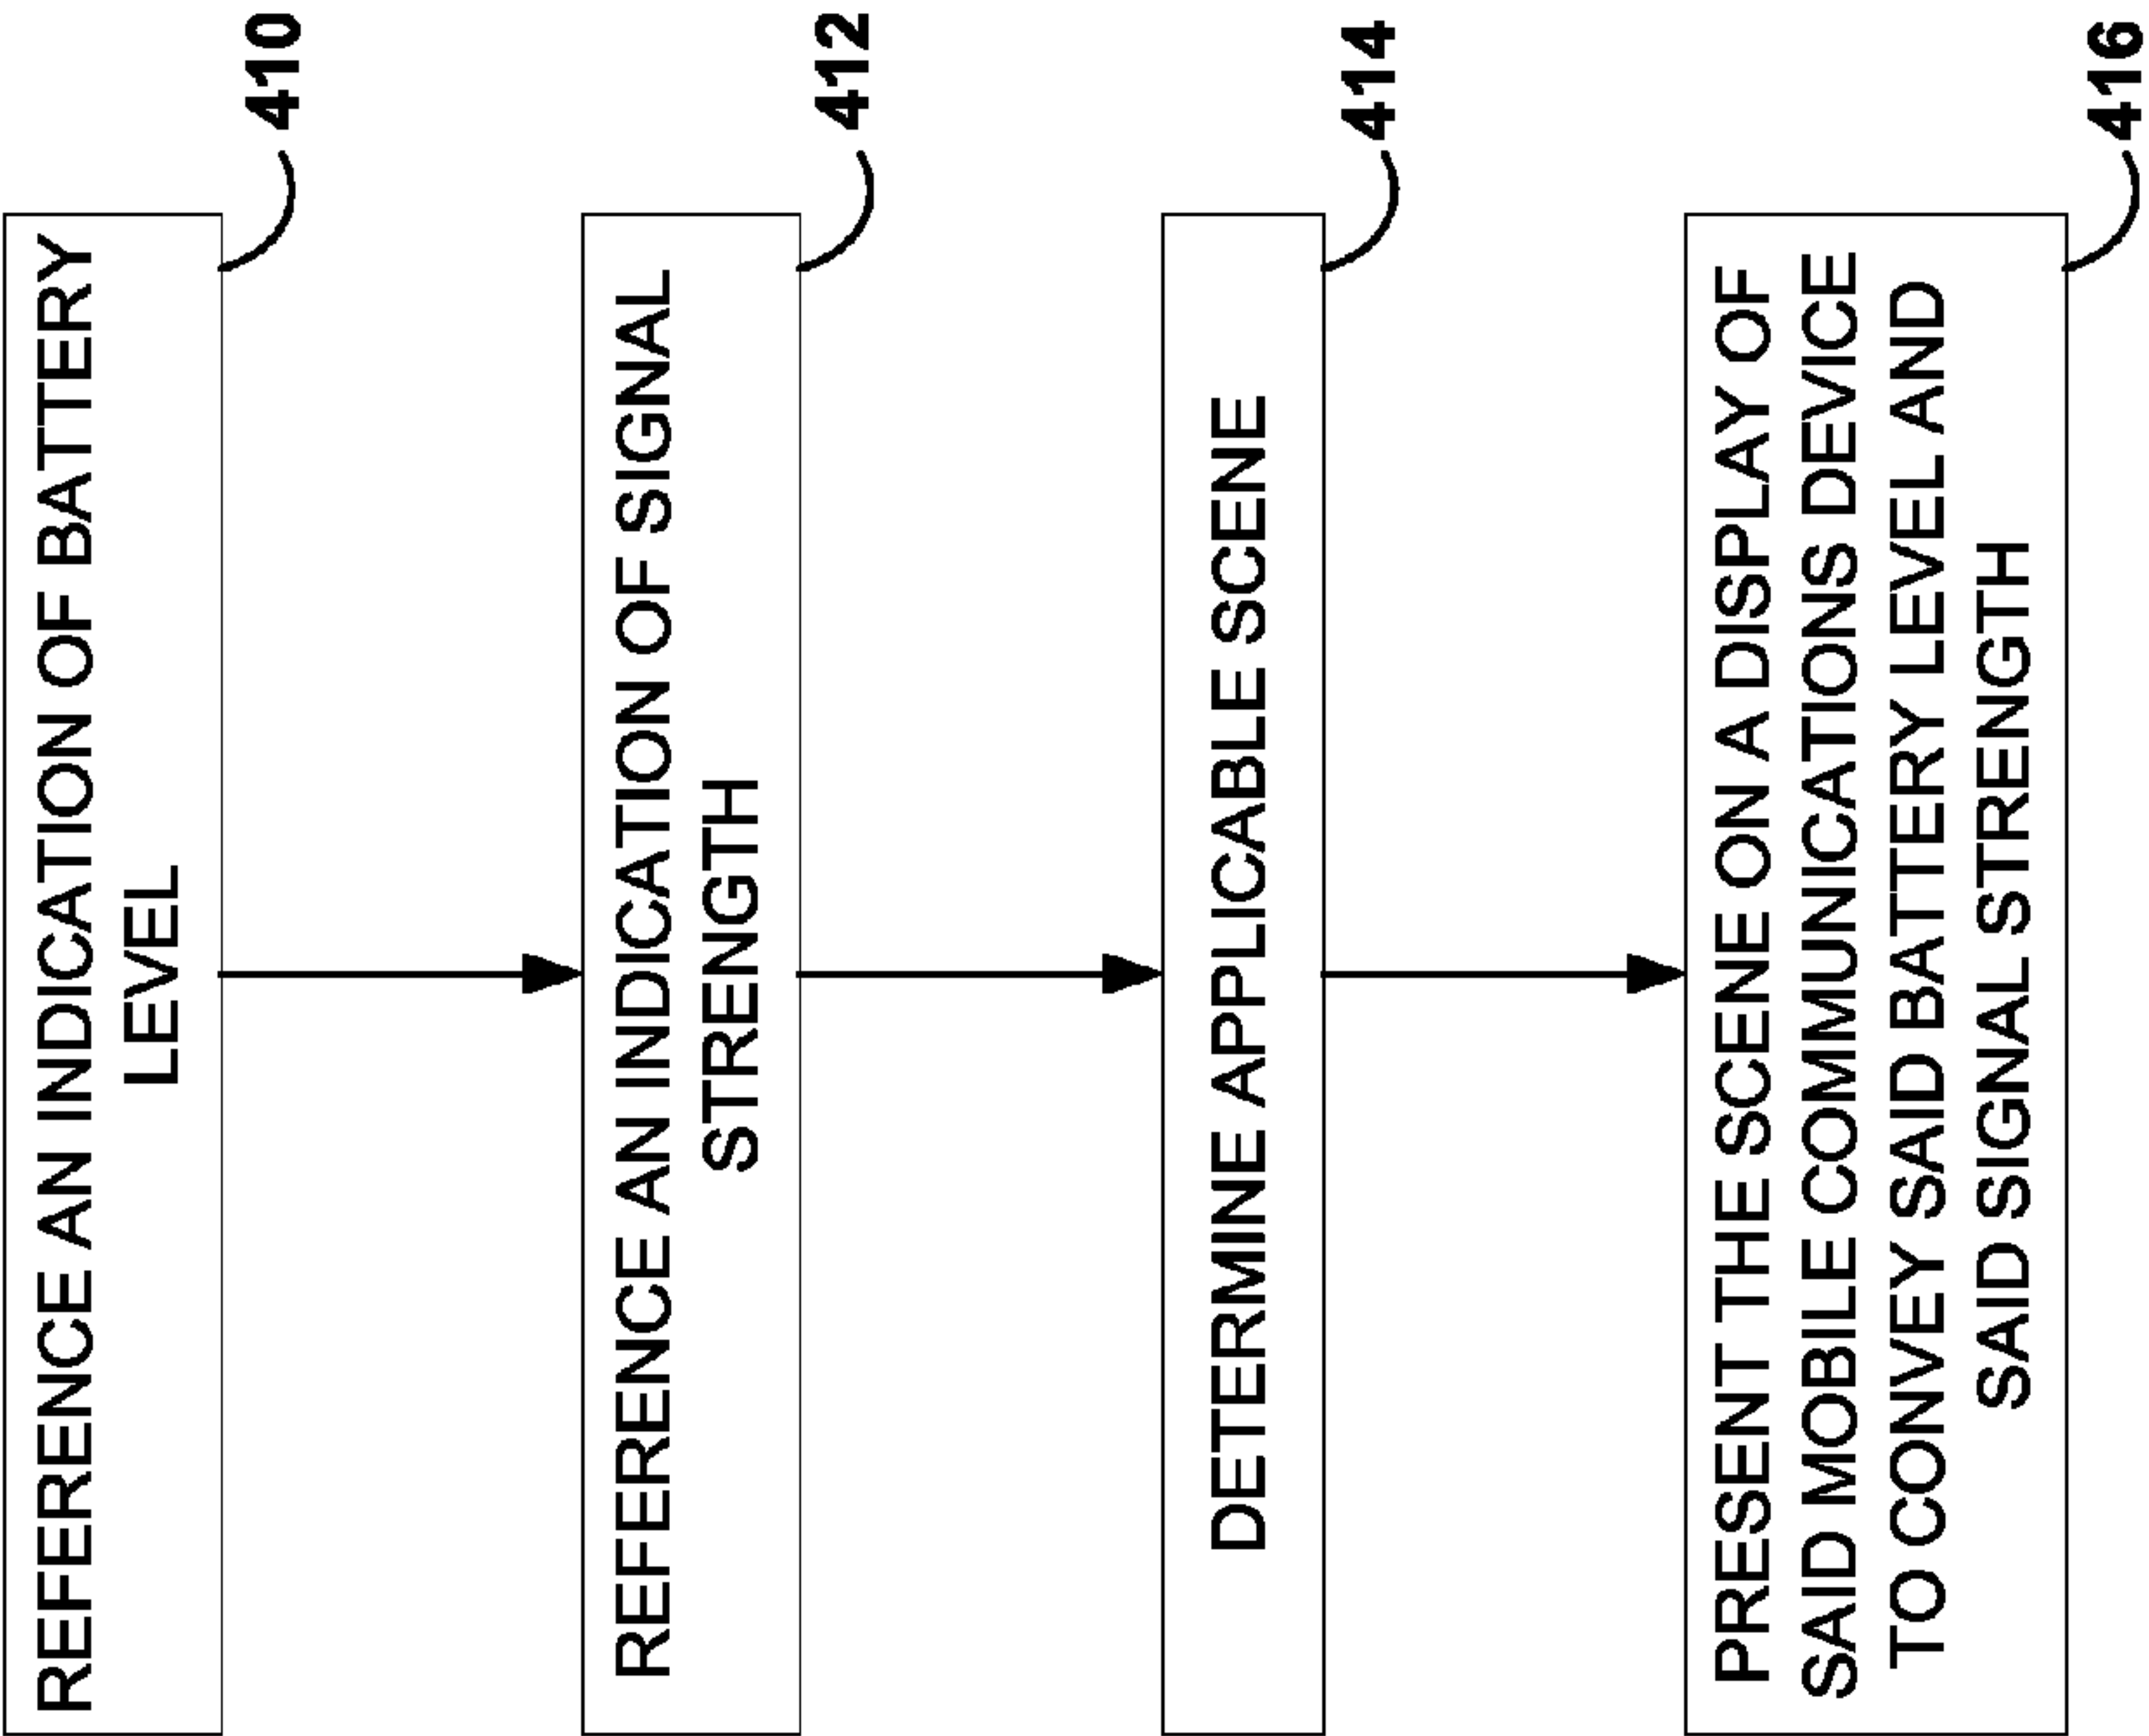 REFERENCE AN INDICATION OF BATTERY
LEVEL
410
REFERENCE AN INDICATION OF SIGNAL
STRENGTH
412
DETERMINE APPLICABLE SCENE
414
PRESENT THE SCENE ON A DISPLAY OF
SAID MOBILE COMMUNICATIONS DEVICE
TO CONVEY SAID BATTERY LEVEL AND
SAID SIGNAL STRENGTH
416